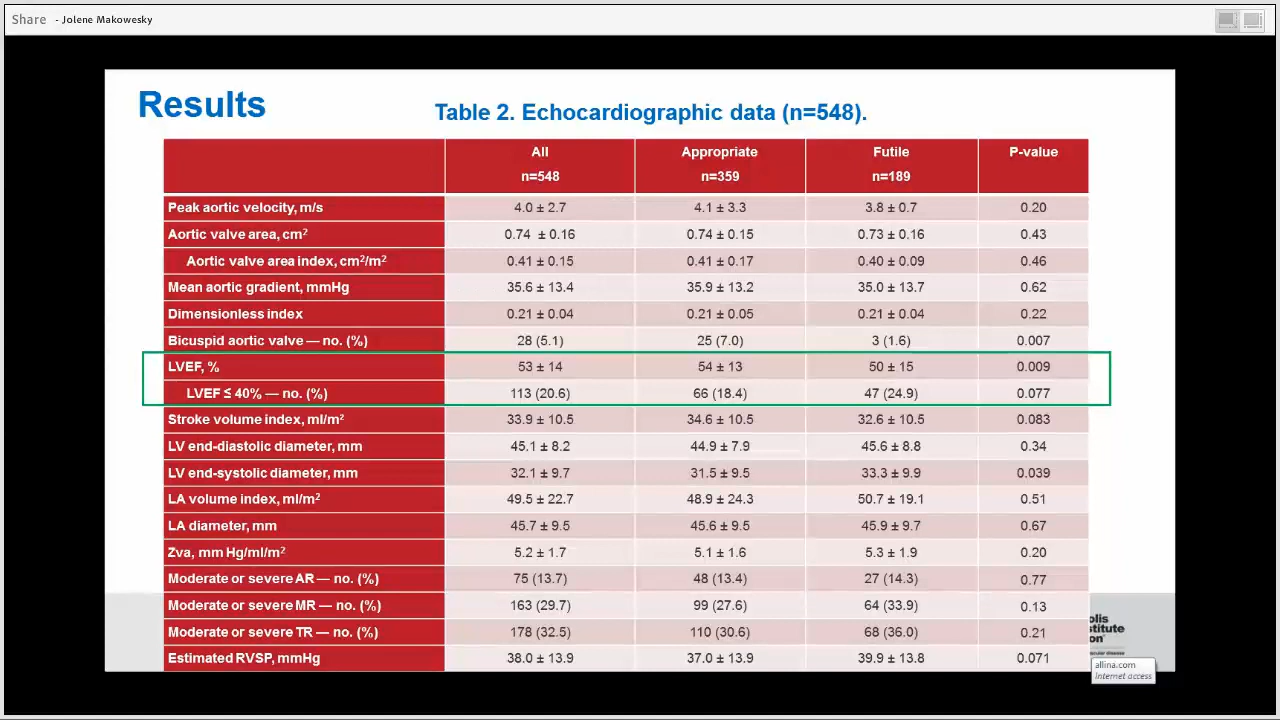 Share - Jolene Makowesky
Results
Table 2. Echocardiographic data (n=548).
All Appropriate Futile P-value
n=548 n=359 n=189
Peak aortic velocity, m/s 4.0 ± 2.7 4.1 ± 3.3 3.8 ± 0.7 0.20
Aortic valve area, cm² 0.74 ± 0.16 0.74 ± 0.15 0.73 ± 0.16 0.43
Aortic valve area index, cm²/m² 0.41 ± 0.15 0.41 ± 0.17 0.40 ± 0.09 0.46
Mean aortic gradient, mmHg 35.6 ± 13.4 35.9 ± 13.2 35.0 ± 13.7 0.62
Dimensionless index 0.21 ± 0.04 0.21 ± 0.05 0.21 ± 0.04 0.22
Bicuspid aortic valve — no. (%) 28 (5.1) 25 (7.0) 3 (1.6) 0.007
LVEF, % 53 ± 14 54 ± 13 50 ± 15 0.009
LVEF ≤ 40% — no. (%) 113 (20.6) 66 (18.4) 47 (24.9) 0.077
Stroke volume index, ml/m² 33.9 ± 10.5 34.6 ± 10.5 32.6 ± 10.5 0.083
LV end-diastolic diameter, mm 45.1 ± 8.2 44.9 ± 7.9 45.6 ± 8.8 0.34
LV end-systolic diameter, mm 32.1 ± 9.7 31.5 ± 9.5 33.3 ± 9.9 0.039
LA volume index, ml/m² 49.5 ± 22.7 48.9 ± 24.3 50.7 ± 19.1 0.51
LA diameter, mm 45.7 ± 9.5 45.6 ± 9.5 45.9 ± 9.7 0.67
Zva, mm Hg/ml/m² 5.2 ± 1.7 5.1 ± 1.6 5.3 ± 1.9 0.20
Moderate or severe AR — no. (%) 75 (13.7) 48 (13.4) 27 (14.3) 0.77
Moderate or severe MR — no. (%) 163 (29.7) 99 (27.6) 64 (33.9) 0.13
Moderate or severe TR — no. (%) 178 (32.5) 110 (30.6) 68 (36.0) 0.21
Estimated RVSP, mmHg 38.0 ± 13.9 37.0 ± 13.9 39.9 ± 13.8 0.071
olis
stitute
on
allina.com
Internet access